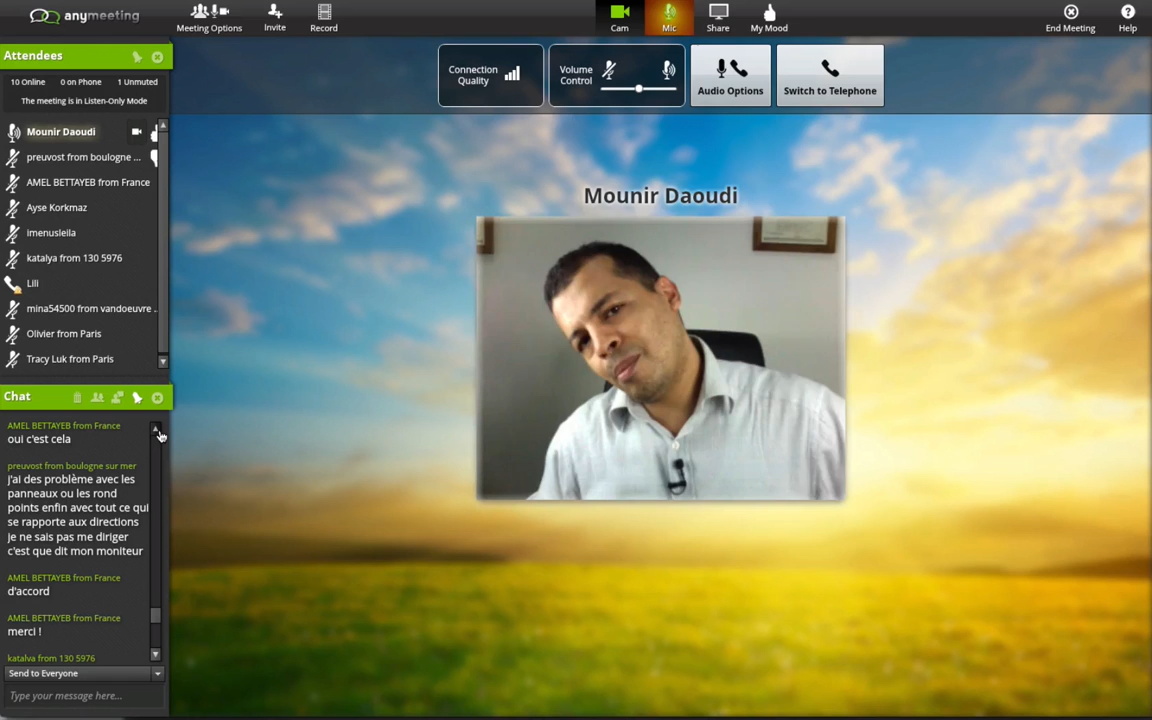 anymeeting
Meeting Options
Invite
Record
Cam
Mic
Share
My Mood
End Meeting
Help
Attendees
10 Online 0 on Phone 1 Unmuted
The meeting is in Listen-Only Mode
Mounir Daoudi
preuvost from boulogne ...
AMEL BETTAYEB from France
Ayse Korkmaz
imenusleila
katalya from 130 5976
Lili
mina54500 from vandoeuvre ..
Olivier from Paris
Tracy Luk from Paris
Connection
Quality
Volume
Control
Audio Options
Switch to Telephone
Mounir Daoudi
Chat
AMEL BETTAYEB from France
oui c'est cela
preuvost from boulogne sur mer
j'ai des problème avec les
panneaux ou les rond
points enfin avec tout ce qui
se rapporte aux directions
je ne sais pas me diriger
c'est que dit mon moniteur
AMEL BETTAYEB from France
d'accord
AMEL BETTAYEB from France
merci !
katalya from 130 5976
Send to Everyone
Type your message here...